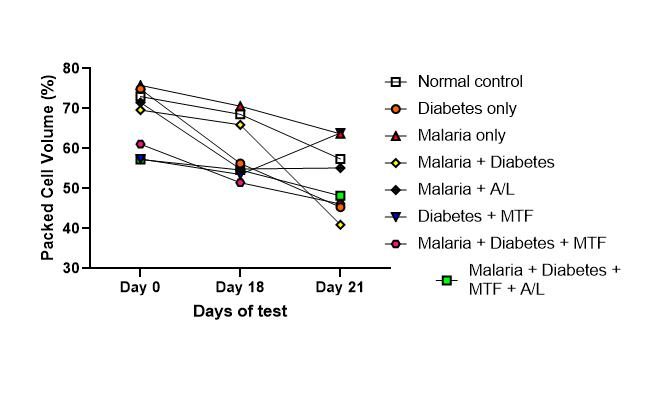 80
70
60
50
40
30
Packed Cell Volume (%)
Day 0
Day 18
Day 21
Days of test
Normal control
Diabetes only
Malaria only
Malaria + Diabetes
Malaria + A/L
Diabetes + MTF
Malaria + Diabetes + MTF
Malaria + Diabetes +
MTF + A/L